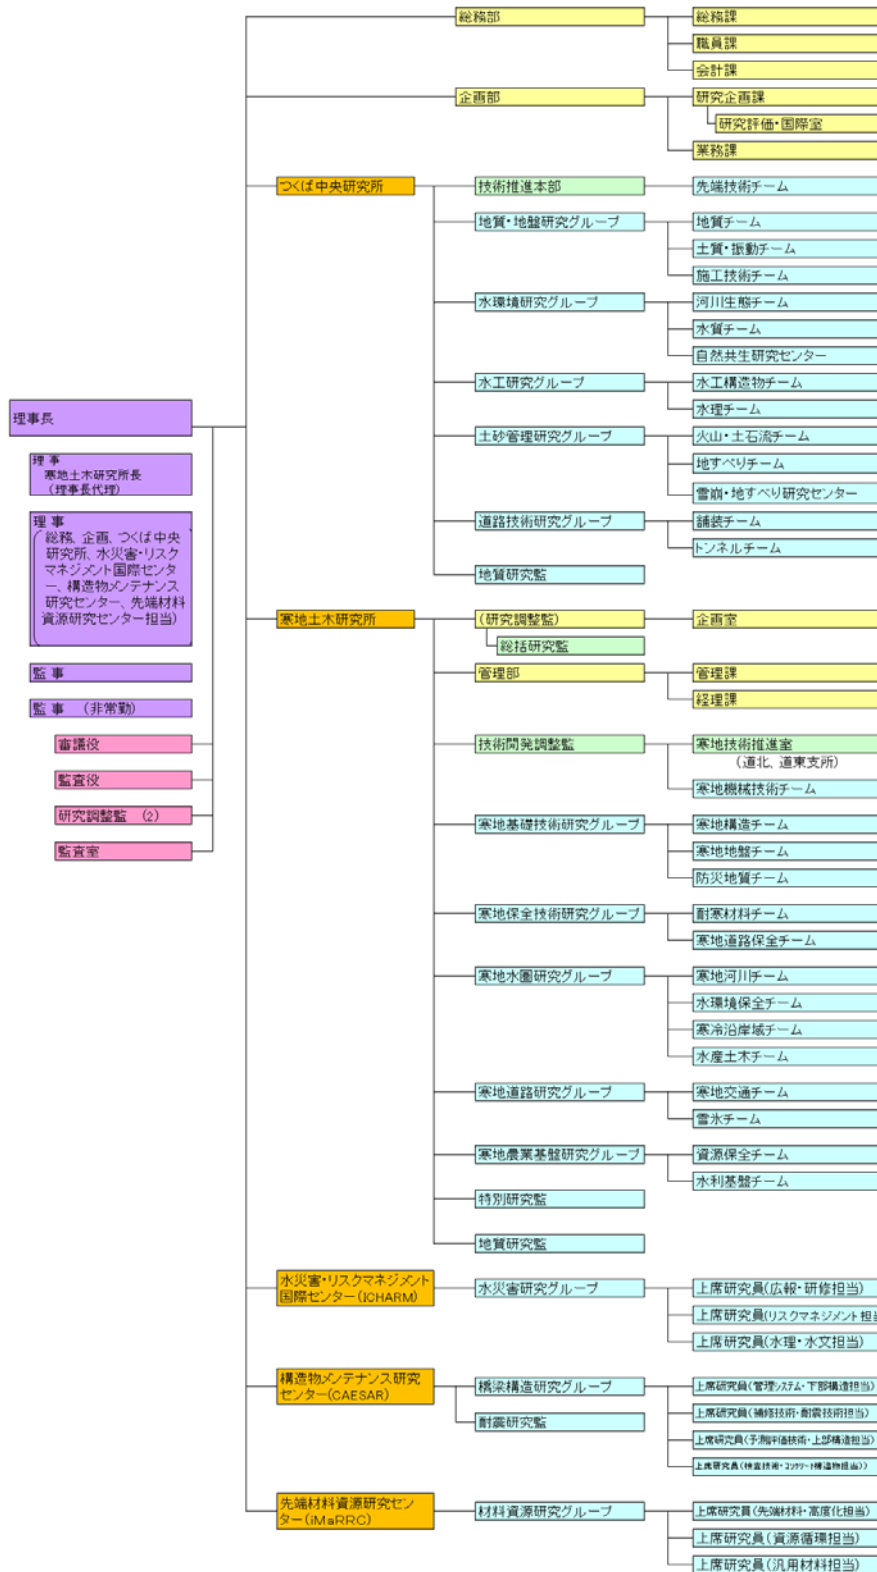 総務部
総務課
職員課
会計課
企画部
研究企画課
研究評価・国際室
業務課
つくば中央研究所
技術推進本部
先端技術チーム
地質・地盤研究グループ
地質チーム
土質・振動チーム
施工技術チーム
水環境研究グループ
河川生態チーム
水質チーム
自然共生研究センター
水工研究グループ
水工構造物チーム
水理チーム
土砂管理研究グループ
火山・土石流チーム
地すべりチーム
雪崩・地すべり研究センター
道路技術研究グループ
舗装チーム
トンネルチーム
地質研究監
理事長
理 事
寒地土木研究所長
(理事長代理)
理 事
総務、企画、つくば中央
研究所、水災害・リスク
マネジメント国際センタ
ー、構造物メンテナンス
研究センター、先端材料
資源研究センター担当)
監 事
監 事 (非常勤)
審議役
監査役
研究調整監 (2)
監査室
寒地土木研究所
(研究調整監)
企画室
総括研究監
管理部
管理課
経理課
技術開発調整監
寒地技術推進室
(道北、道東支所)
寒地機械技術チーム
寒地基礎技術研究グループ
寒地構造チーム
寒地地盤チーム
防災地質チーム
寒地保全技術研究グループ
耐寒材料チーム
寒地道路保全チーム
寒地水圏研究グループ
寒地河川チーム
水環境保全チーム
寒冷沿岸域チーム
水産土木チーム
寒地道路研究グループ
寒地交通チーム
雪氷チーム
寒地農業基盤研究グループ
資源保全チーム
水利基盤チーム
特別研究監
地質研究監
水災害・リスクマネジメント
国際センター(ICHARM)
水災害研究グループ
上席研究員(広報・研修担当)
上席研究員(リスクマネジメント担当
上席研究員(水理・水文担当)
構造物メンテナンス研究
センター(CAESAR)
橋梁構造研究グループ
上席研究員(管理システム・下部構造担当)
上席研究員(補修技術・耐震技術担当)
上席研究員(予測評価技術・上部構造担当)
上席研究員(検査技術・コンクリート構造物担当))
耐震研究監
先端材料資源研究セン
ター(iMaRRC)
材料資源研究グループ
上席研究員(先端材料・高度化担当)
上席研究員(資源循環担当)
上席研究員(汎用材料担当)